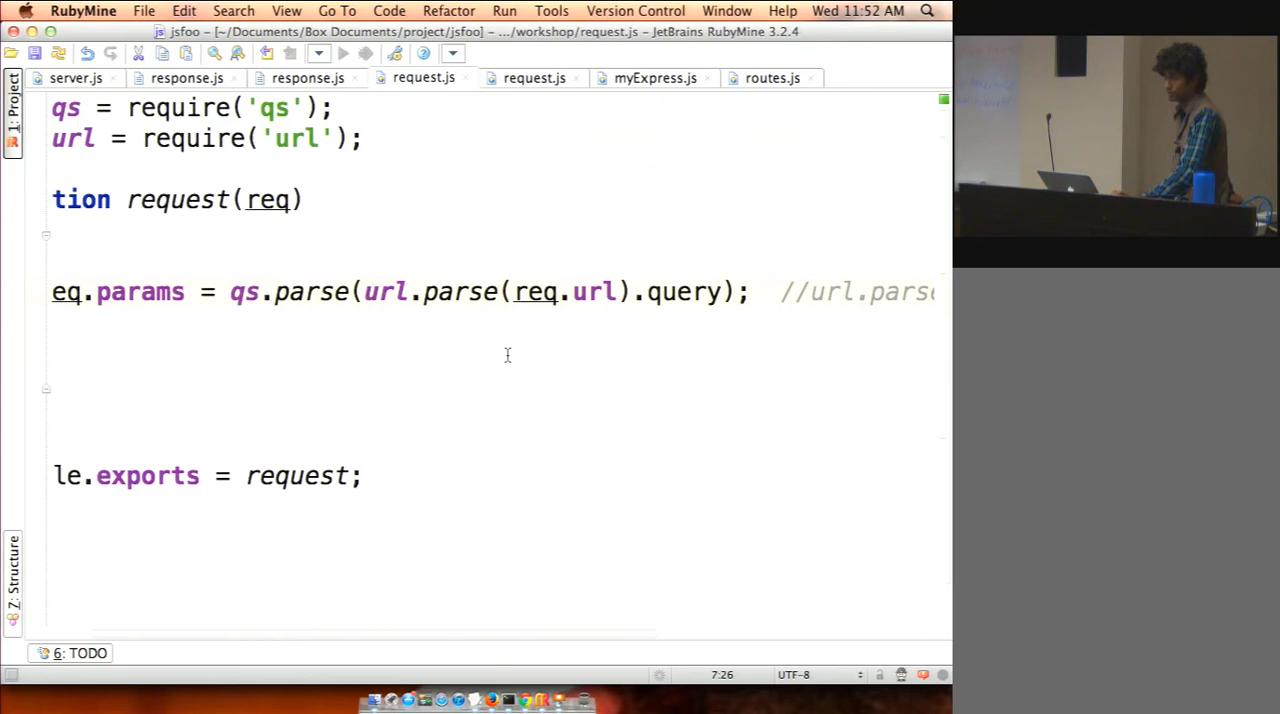 RubyMine File Edit Search View Go To Code Refactor Run Tools Version Control Window Help Wed 11:52 AM
jsfoo - [~/Documents/Box Documents/project/jsfoo] - .../workshop/request.js - JetBrains RubyMine 3.2.4
server.js response.js response.js request.js request.js myExpress.js routes.js
1: Project
qs = require('qs');
url = require('url');
tion request(req)
eq.params = qs.parse(url.parse(req.url).query); //url.parse
le.exports = request;
7: Structure
6: TODO
7:26 UTF-8